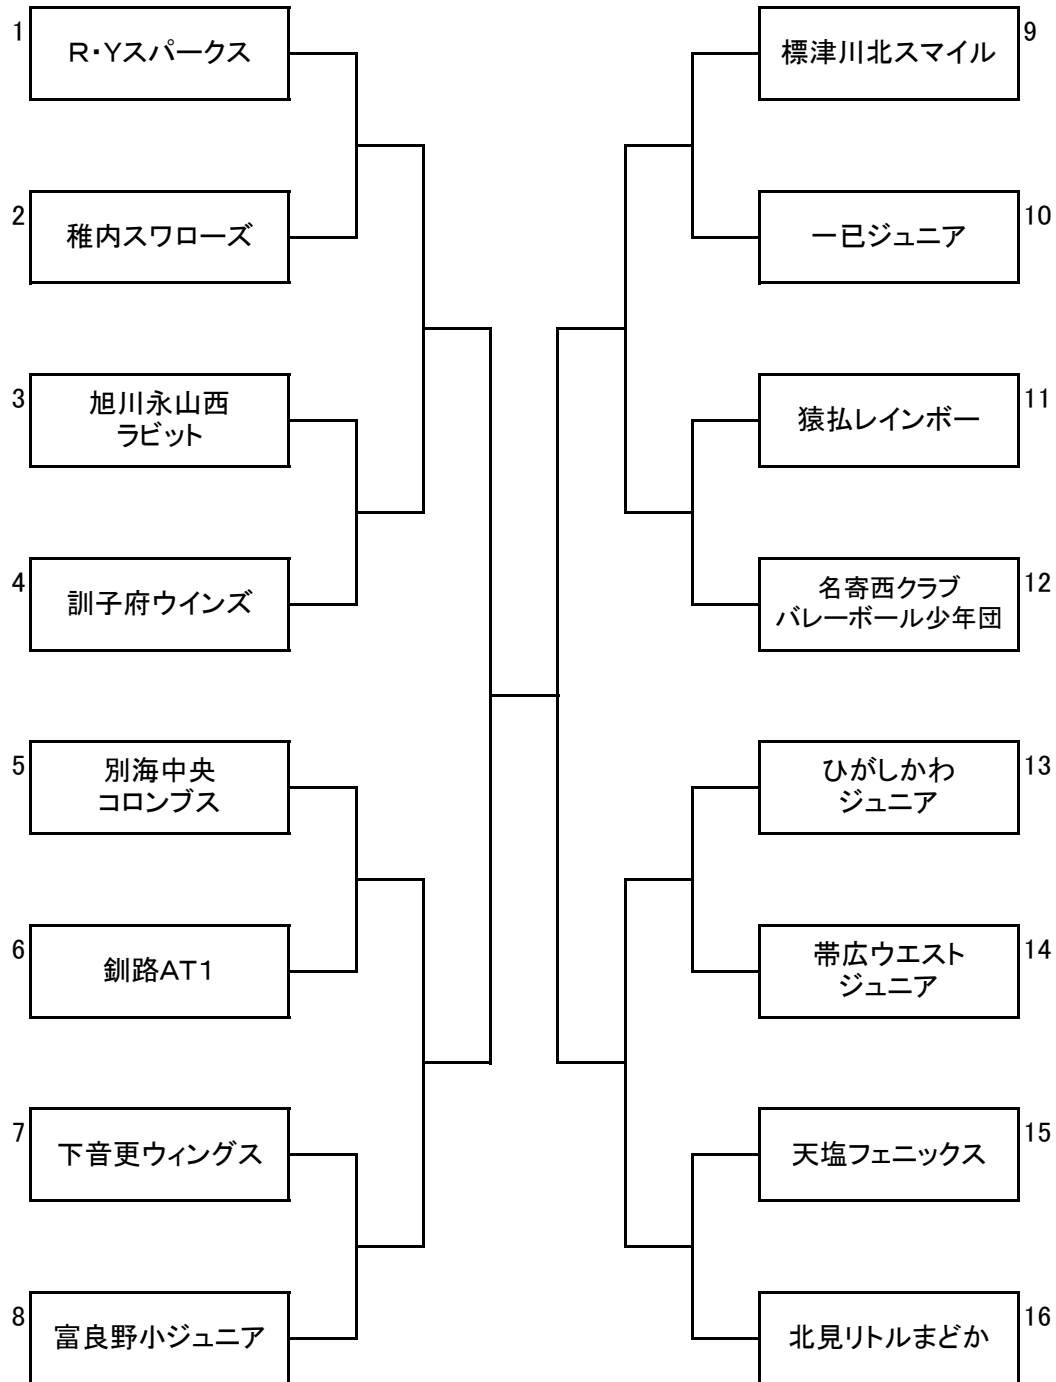 1
R・Yスパークス
2
稚内スワローズ
3
旭川永山西
ラビット
4
訓子府ウインズ
5
別海中央
コロンブス
6
釧路AT1
7
下音更ウィングス
8
富良野小ジュニア
9
標津川北スマイル
10
一已ジュニア
11
猿払レインボー
12
名寄西クラブ
バレーボール少年団
13
ひがしかわ
ジュニア
14
帯広ウエスト
ジュニア
15
天塩フェニックス
16
北見リトルまどか